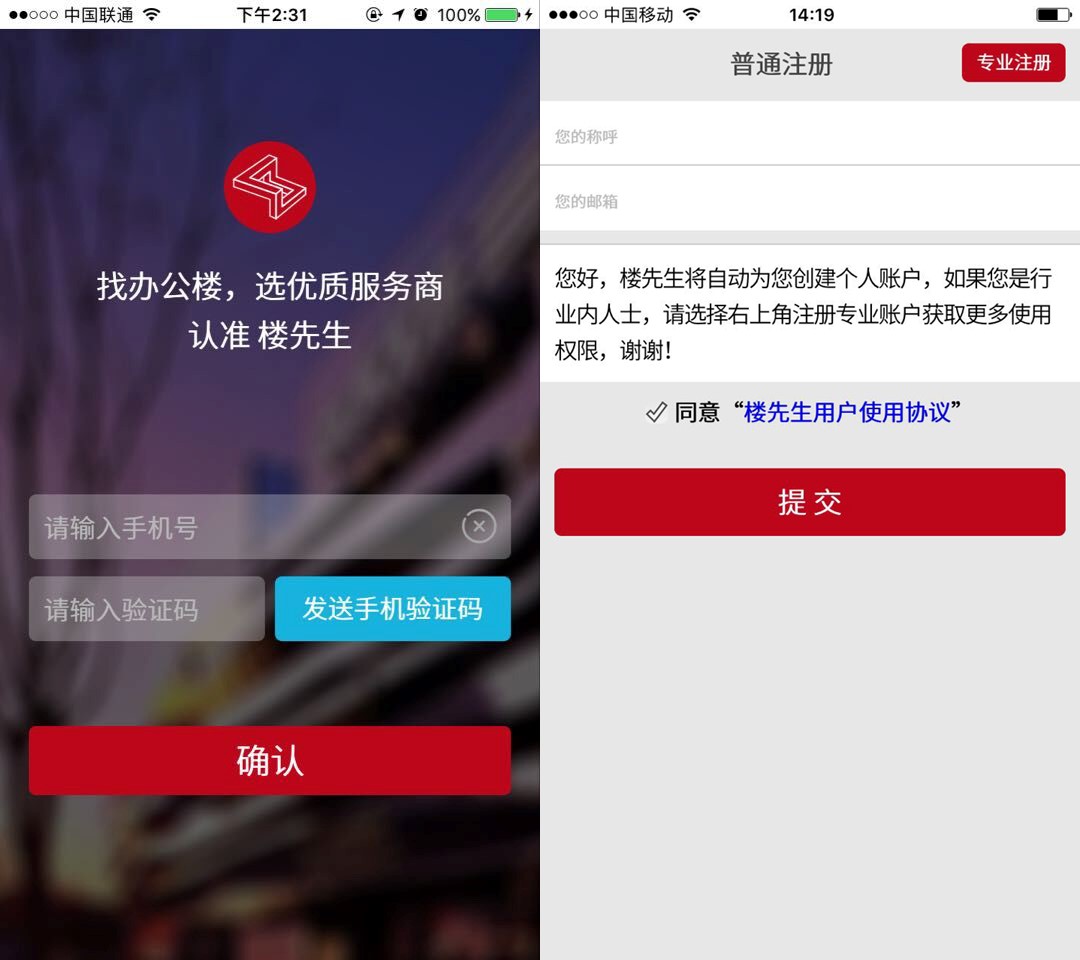 中国联通
下午2:31
100%
找办公楼，选优质服务商
认准 楼先生
请输入手机号
请输入验证码
发送手机验证码
确认
中国移动
14:19
普通注册
专业注册
您的称呼
您的邮箱
您好，楼先生将自动为您创建个人账户，如果您是行
业内人士，请选择右上角注册专业账户获取更多使用
权限，谢谢！
同意“楼先生用户使用协议”
提 交